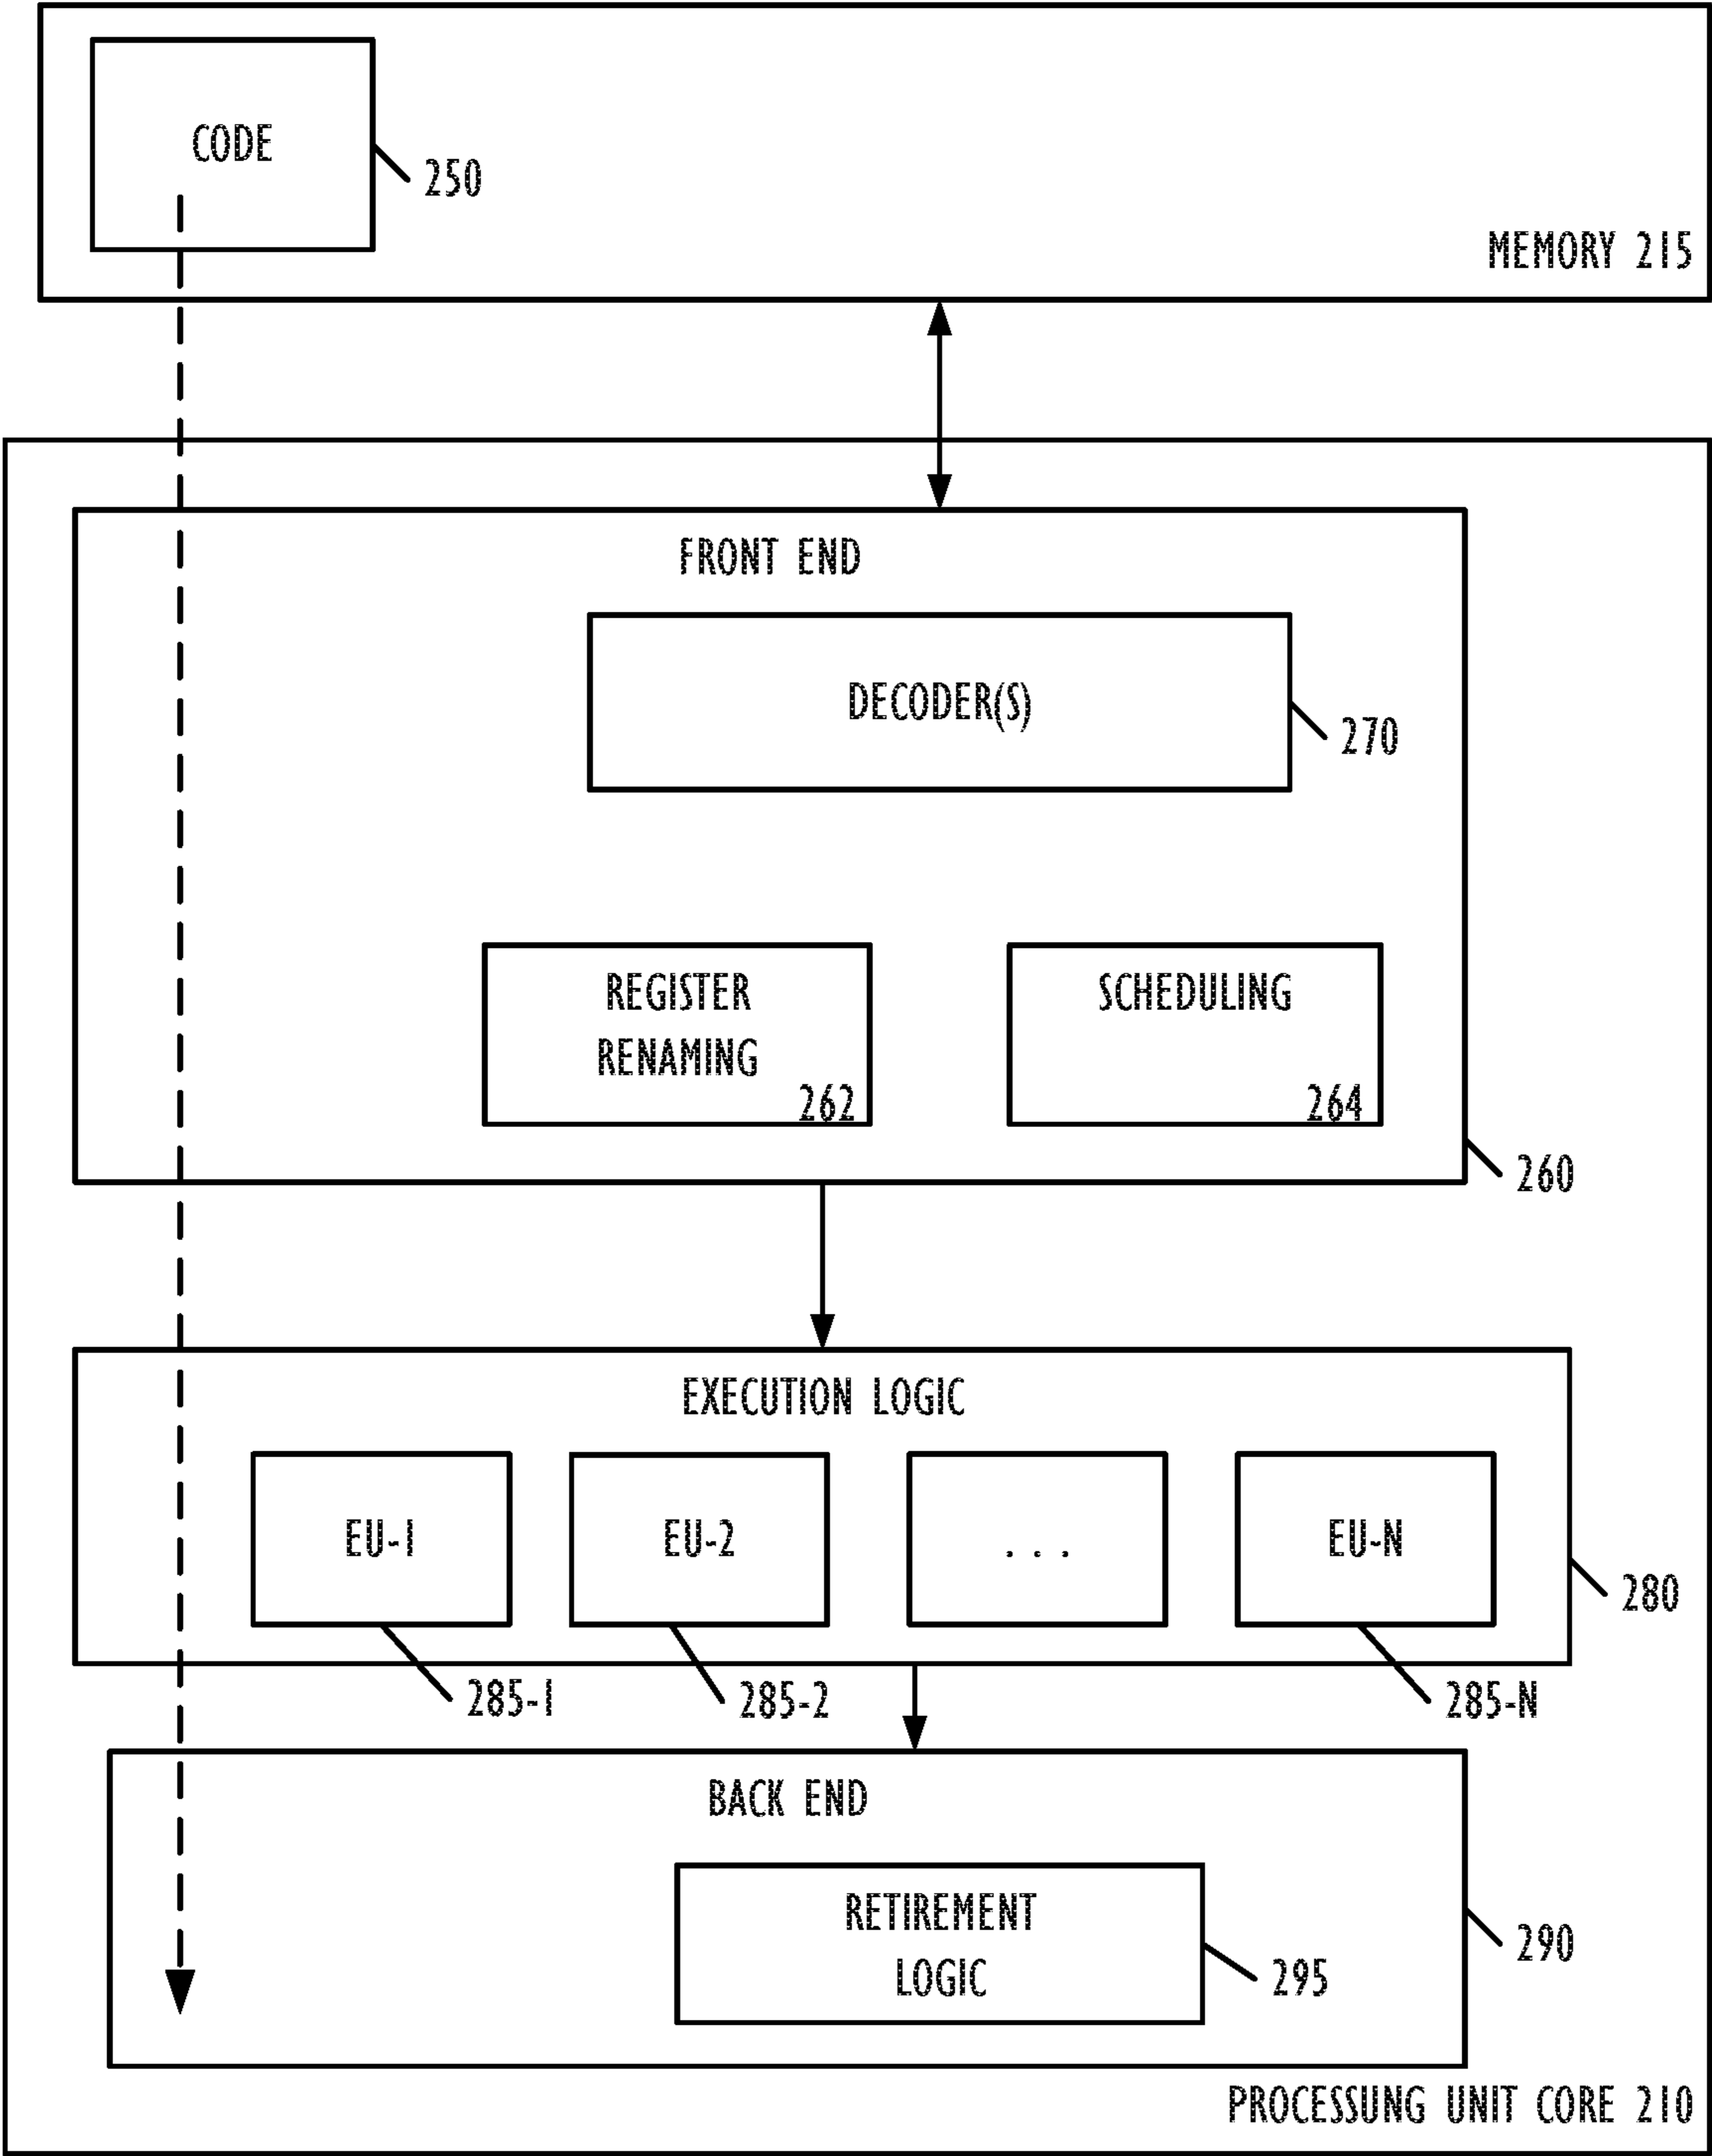 CODE
250
MEMORY 215
FRONT END
DECODER(S)
270
REGISTER
RENAMING
262
SCHEDULING
264
260
EXECUTION LOGIC
EU-1
EU-2
. . .
EU-N
280
285-1
285-2
285-N
BACK END
RETIREMENT
LOGIC
295
290
PROCESSUNG UNIT CORE 210